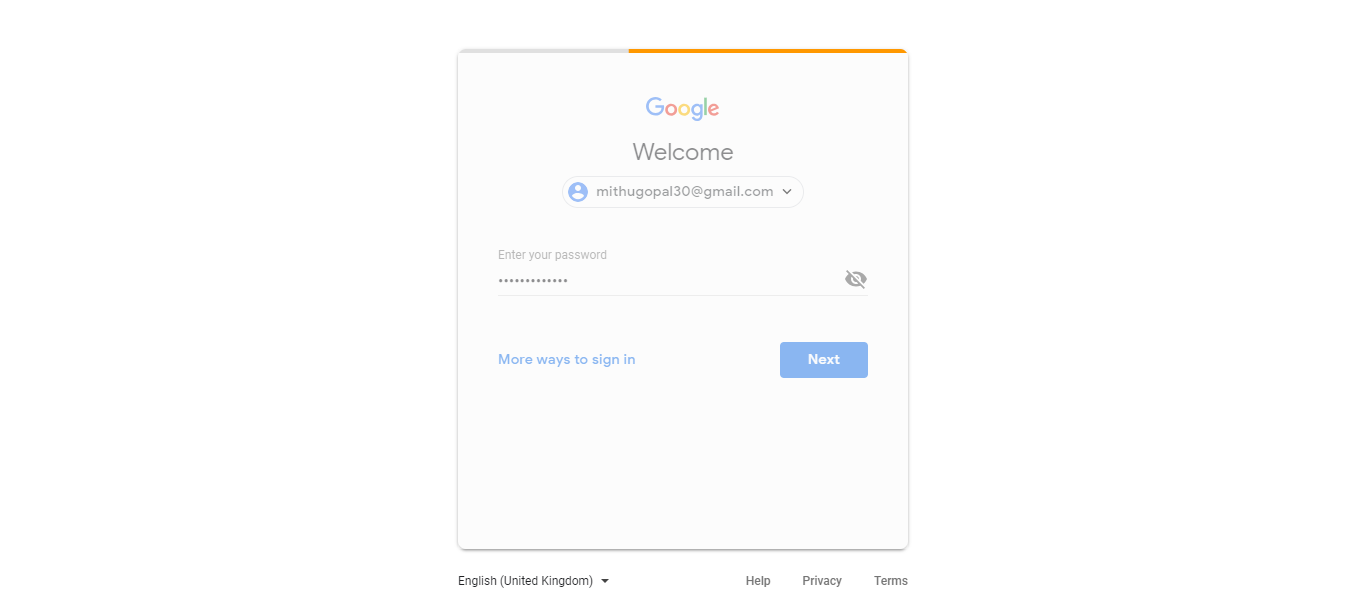 Google
Welcome
mithugopal30@gmail.com
Enter your password
•••••••••••••
More ways to sign in
Next
English (United Kingdom)
Help
Privacy
Terms